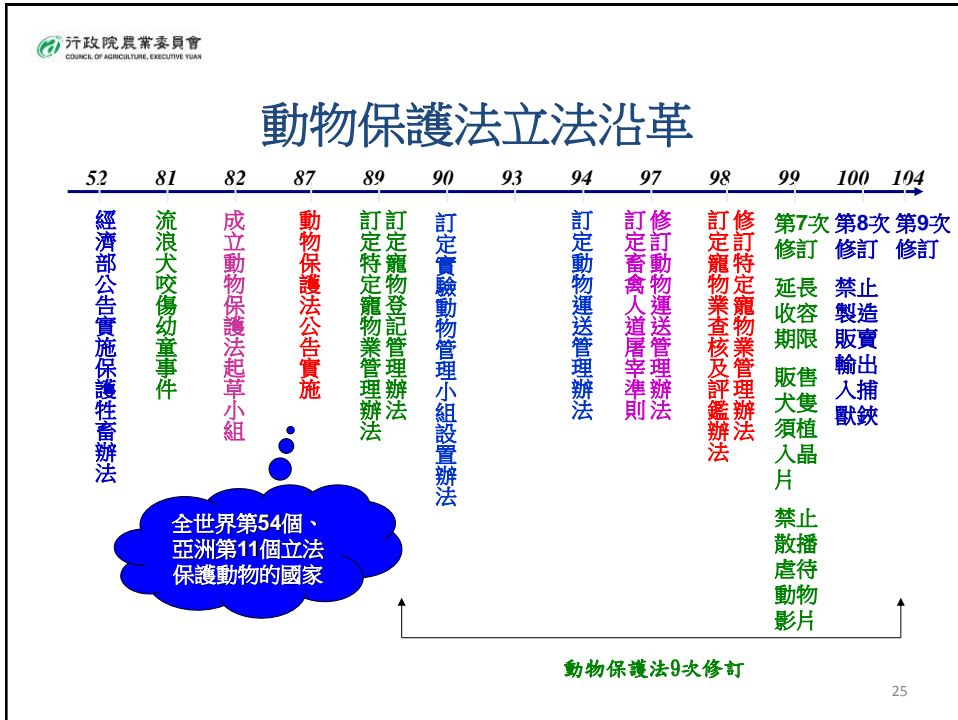 行政院農業委員會
COUNCIL OF AGRICULTURE, EXECUTIVE YUAN
動物保護法立法沿革
52 81 82 87 89 90 93 94 97 98 99 100 104
經濟部公告實施保護牲畜辦法
流浪犬咬傷幼童事件
成立動物保護法起草小組
動物保護法公告實施
訂定寵物登記管理辦法
訂定特定寵物業管理辦法
訂定實驗動物管理小組設置辦法
訂定動物運送管理辦法
修訂動物運送管理辦法
訂定畜禽人道屠宰準則
修訂特定寵物業管理辦法
訂定寵物業查核及評鑑辦法
第7次
修訂
延長
收容
期限
販售
犬隻
須植
入晶
片
禁止
散播
虐待
動物
影片
第8次
修訂
禁止
製造
販賣
輸出
入捕
獸鋏
第9次
修訂
全世界第54個、
亞洲第11個立法
保護動物的國家
動物保護法9次修訂
25